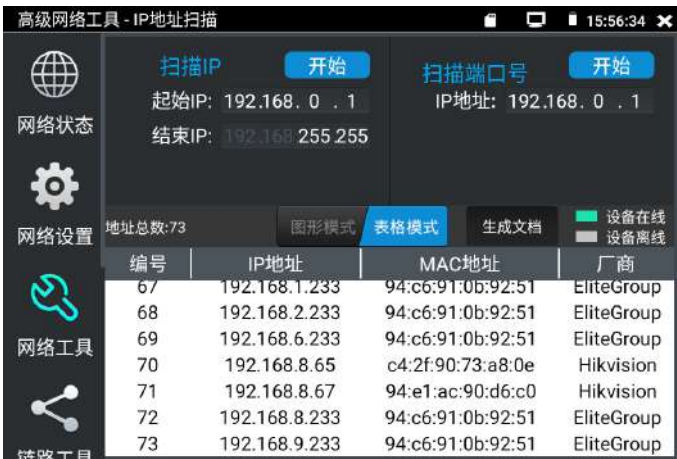 高级网络工具 - IP地址扫描 15:56:34
网络状态
网络设置
网络工具
链路工具
扫描IP 开始
起始IP: 192.168. 0 . 1
结束IP: 192.168.255.255
扫描端口号 开始
IP地址: 192.168. 0 . 1
地址总数:73 图形模式 表格模式 生成文档 设备在线
设备离线
编号 IP地址 MAC地址 厂商
67 192.168.1.233 94:c6:91:0b:92:51 EliteGroup
68 192.168.2.233 94:c6:91:0b:92:51 EliteGroup
69 192.168.6.233 94:c6:91:0b:92:51 EliteGroup
70 192.168.8.65 c4:2f:90:73:a8:0e Hikvision
71 192.168.8.67 94:e1:ac:90:d6:c0 Hikvision
72 192.168.8.233 94:c6:91:0b:92:51 EliteGroup
73 192.168.9.233 94:c6:91:0b:92:51 EliteGroup